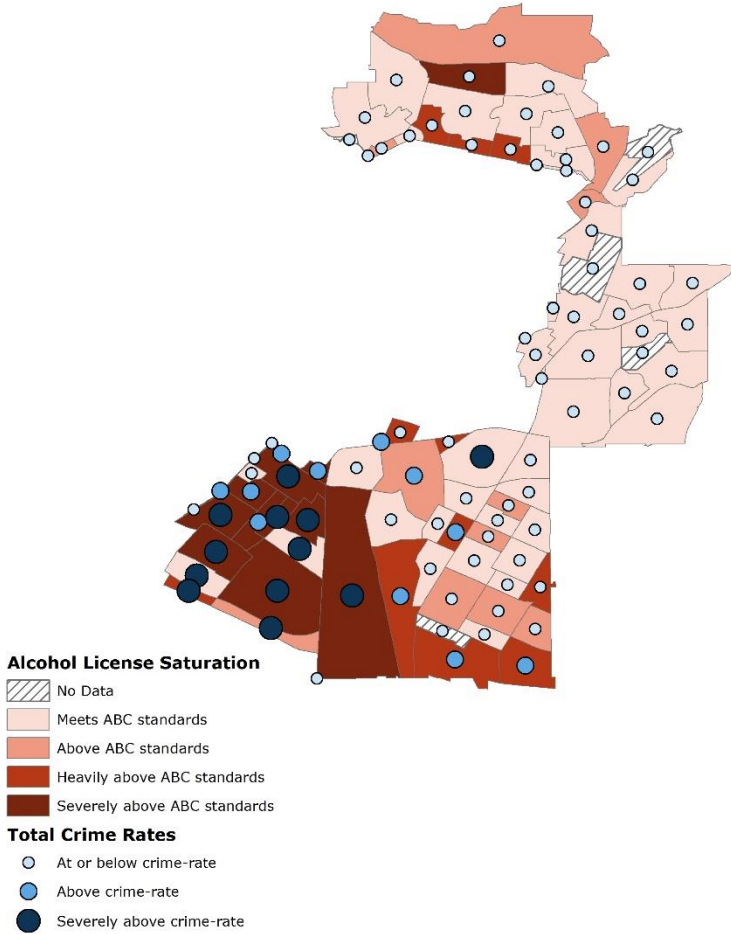 Alcohol License Saturation
No Data
Meets ABC standards
Above ABC standards
Heavily above ABC standards
Severely above ABC standards
Total Crime Rates
At or below crime-rate
Above crime-rate
Severely above crime-rate